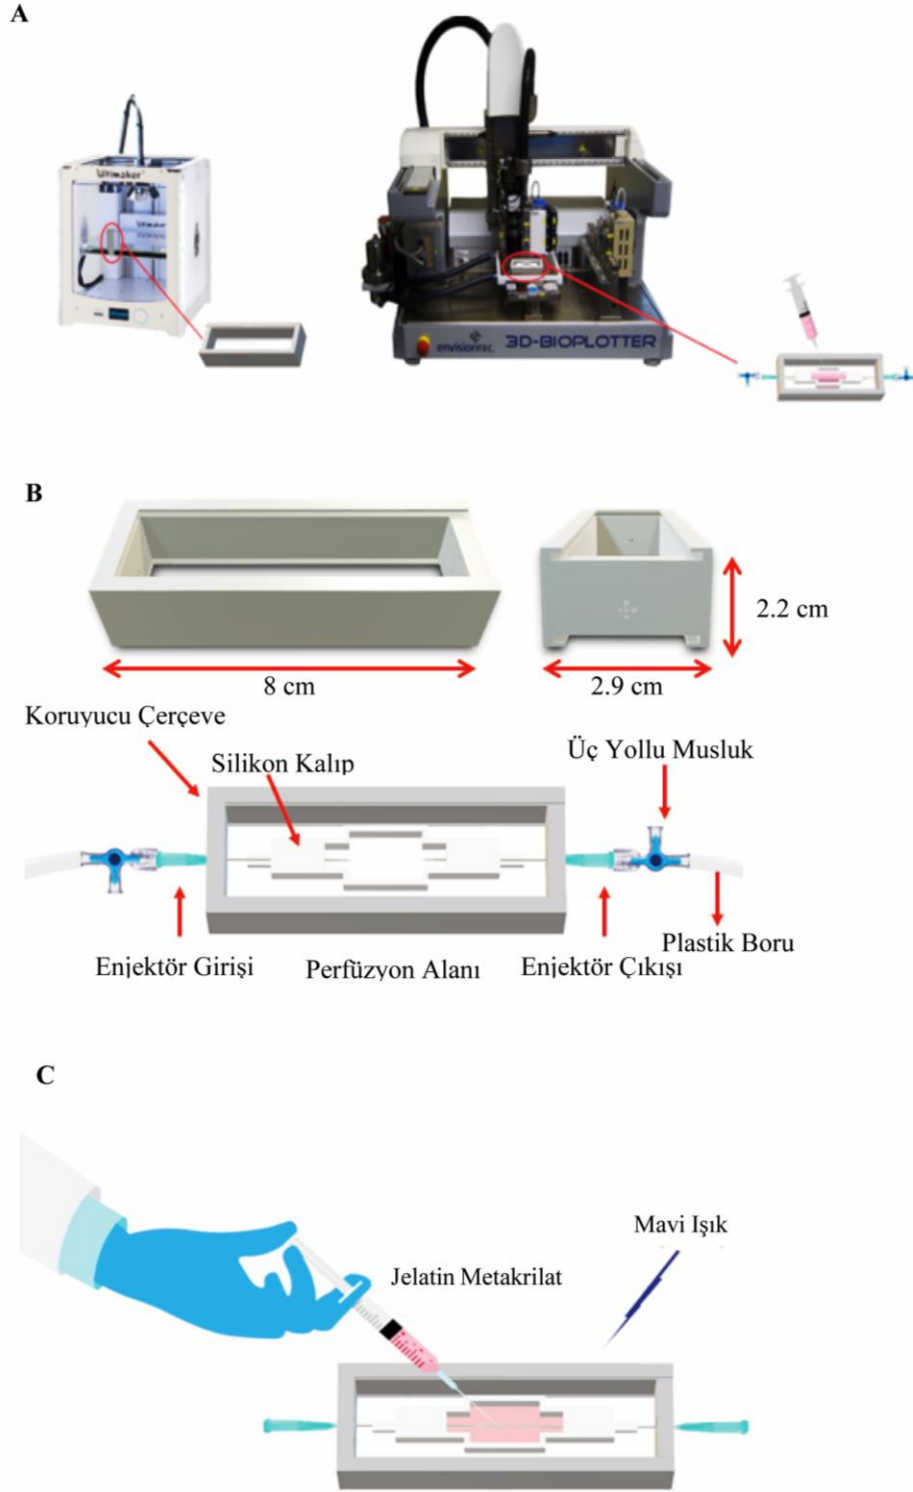 A
Ultimaker²
envisionTEC
3D-BIOPLOTTER
B
2.2 cm
8 cm
2.9 cm
Koruyucu Çerçeve
Silikon Kalıp
Üç Yollu Musluk
Plastik Boru
Enjektör Girişi
Perfüzyon Alanı
Enjektör Çıkışı
C
Mavi Işık
Jelatin Metakrilat